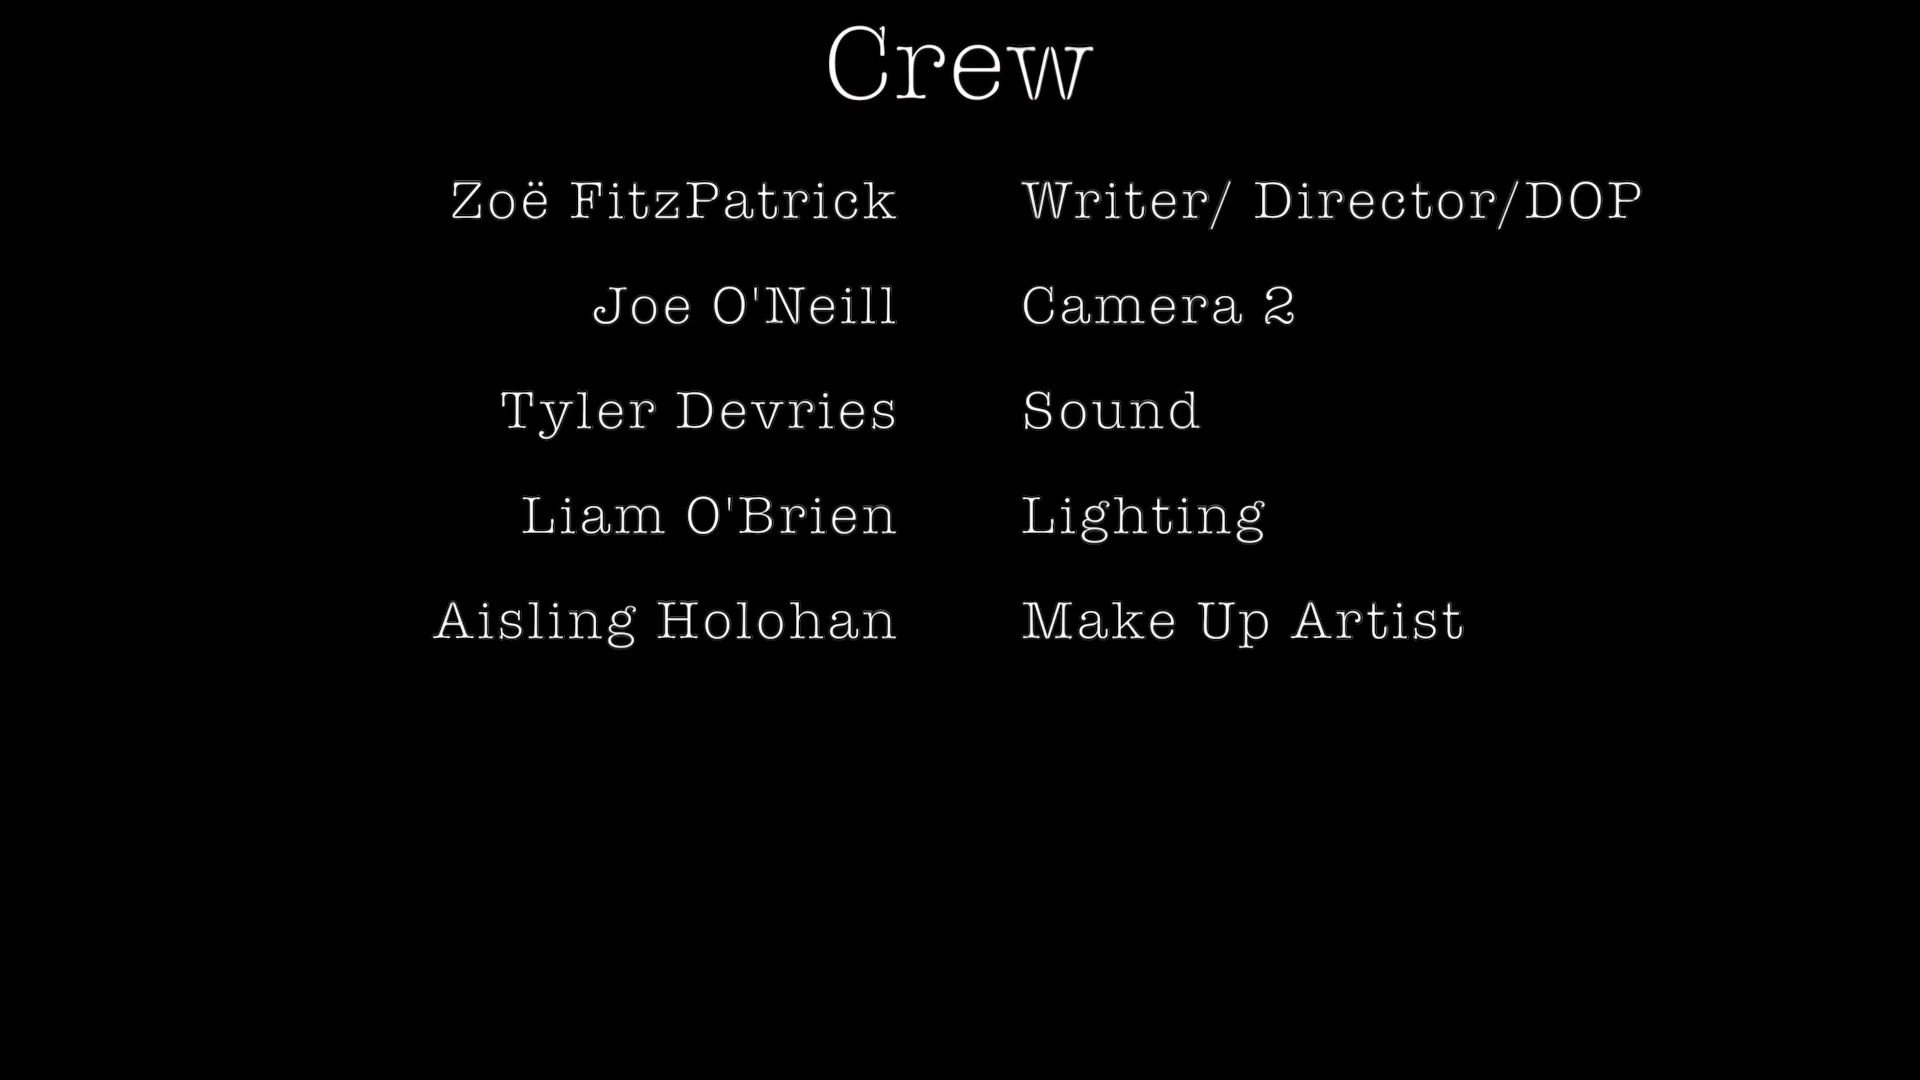 Crew
Zoë FitzPatrick Writer/ Director/DOP
Joe O'Neill Camera 2
Tyler Devries Sound
Liam O'Brien Lighting
Aisling Holohan Make Up Artist